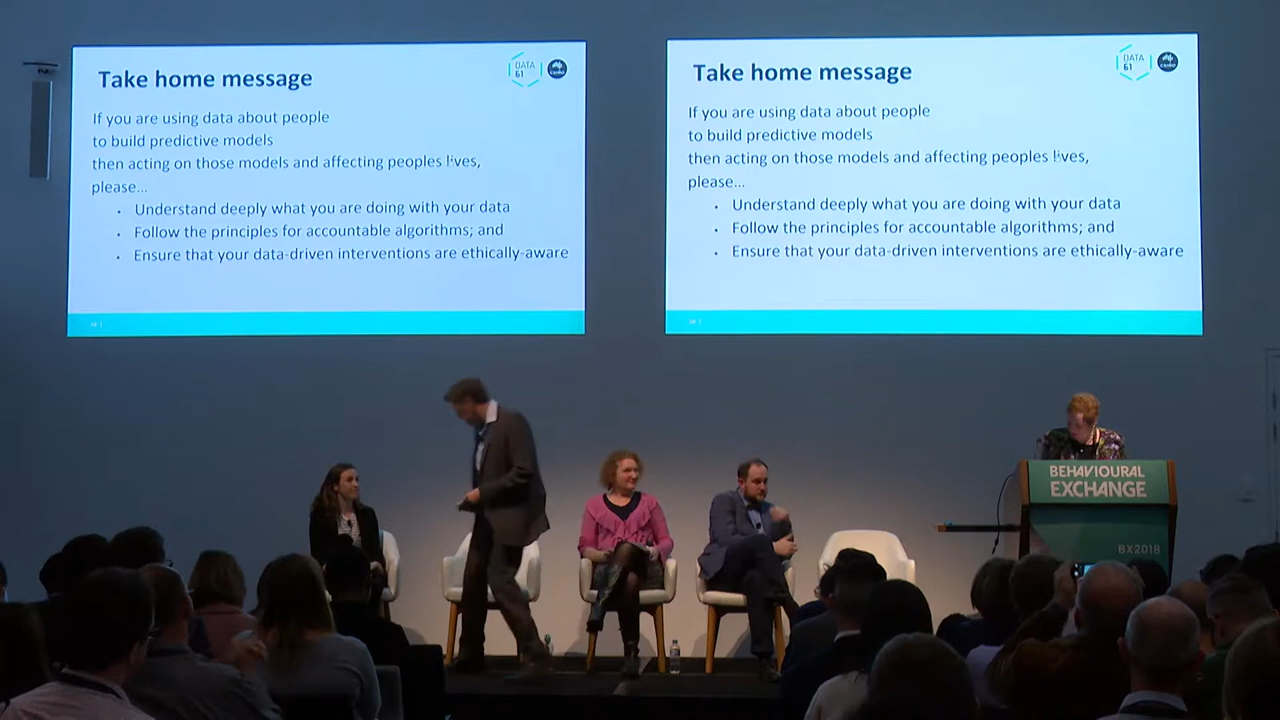 Take home message
DATA
61
CSIRO
If you are using data about people
to build predictive models
then acting on those models and affecting peoples lives,
please...
• Understand deeply what you are doing with your data
• Follow the principles for accountable algorithms; and
• Ensure that your data-driven interventions are ethically-aware
Take home message
DATA
61
CSIRO
If you are using data about people
to build predictive models
then acting on those models and affecting peoples lives,
please...
• Understand deeply what you are doing with your data
• Follow the principles for accountable algorithms; and
• Ensure that your data-driven interventions are ethically-aware
BEHAVIOURAL
EXCHANGE
BX2018